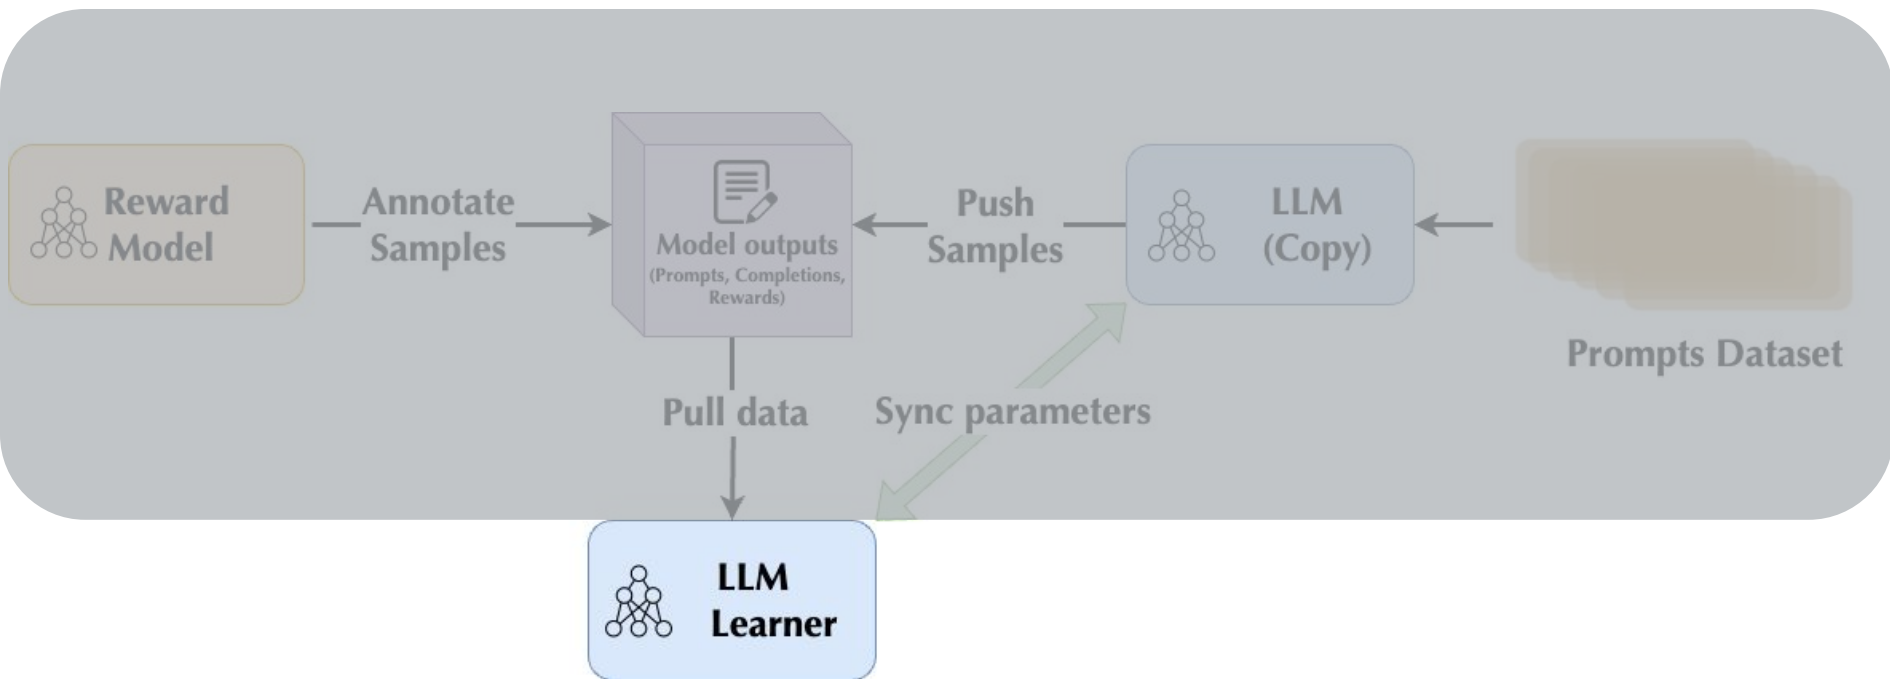 Reward
Model
Annotate
Samples
Model outputs
(Prompts, Completions,
Rewards)
Push
Samples
LLM
(Copy)
Prompts Dataset
Pull data
Sync parameters
LLM
Learner